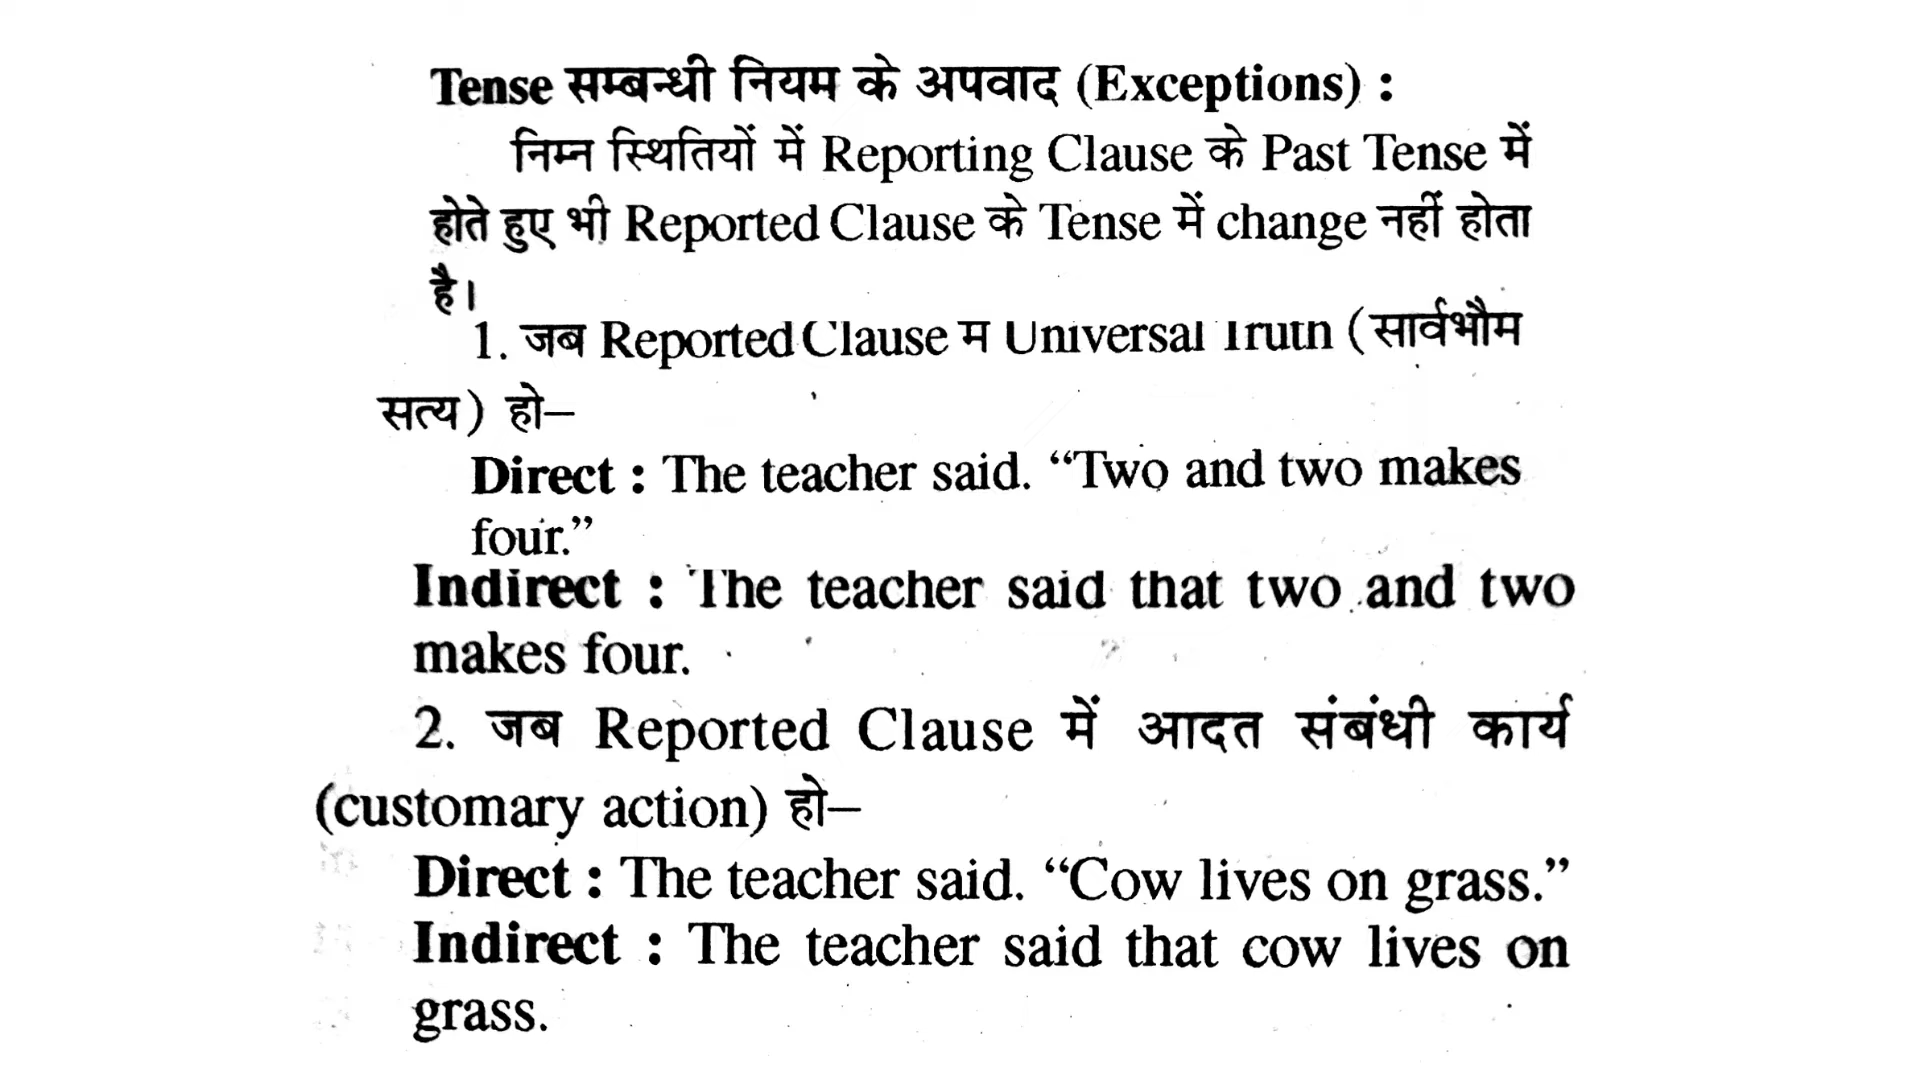 Tense सम्बन्धी नियम के अपवाद (Exceptions) :
निम्न स्थितियों में Reporting Clause के Past Tense में
होते हुए भी Reported Clause के Tense में change नहीं होता
है।
1. जब Reported Clause म Universal Truth (सार्वभौम
सत्य) हो–
Direct : The teacher said. “Two and two makes
four.”
Indirect : The teacher said that two and two
makes four.
2. जब Reported Clause में आदत संबंधी कार्य
(customary action) हो–
Direct : The teacher said. “Cow lives on grass.”
Indirect : The teacher said that cow lives on
grass.